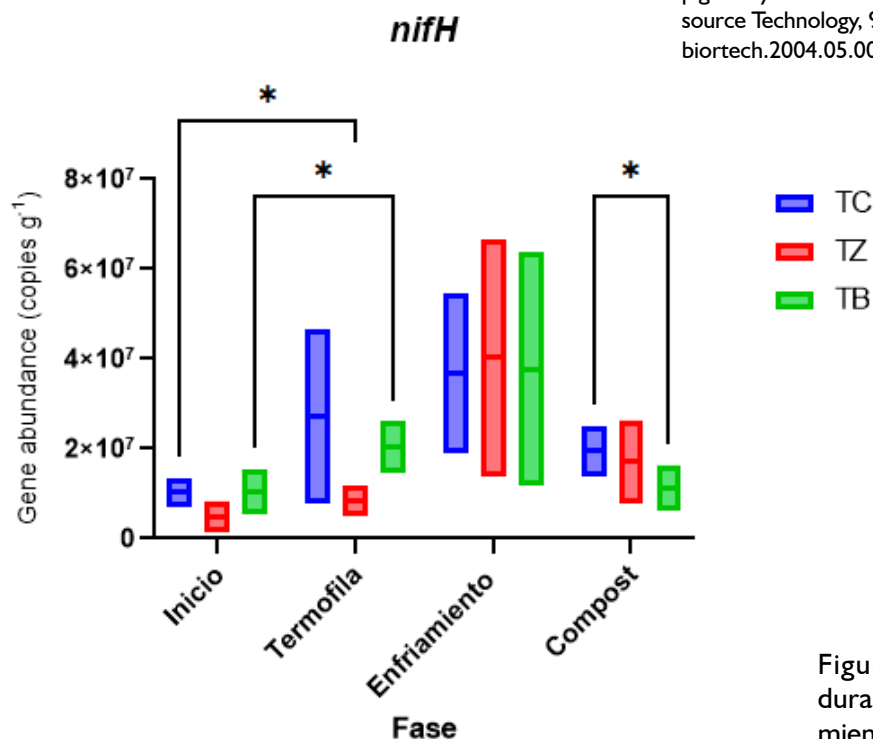 source Technology, 9
biortech.2004.05.00
nifH
*
*
*
Gene abundance (copies g⁻¹)
8×10⁷
6×10⁷
4×10⁷
2×10⁷
0
TC
TZ
TB
Inicio
Termofila
Enfriamiento
Compost
Fase
Figu
dura
mien